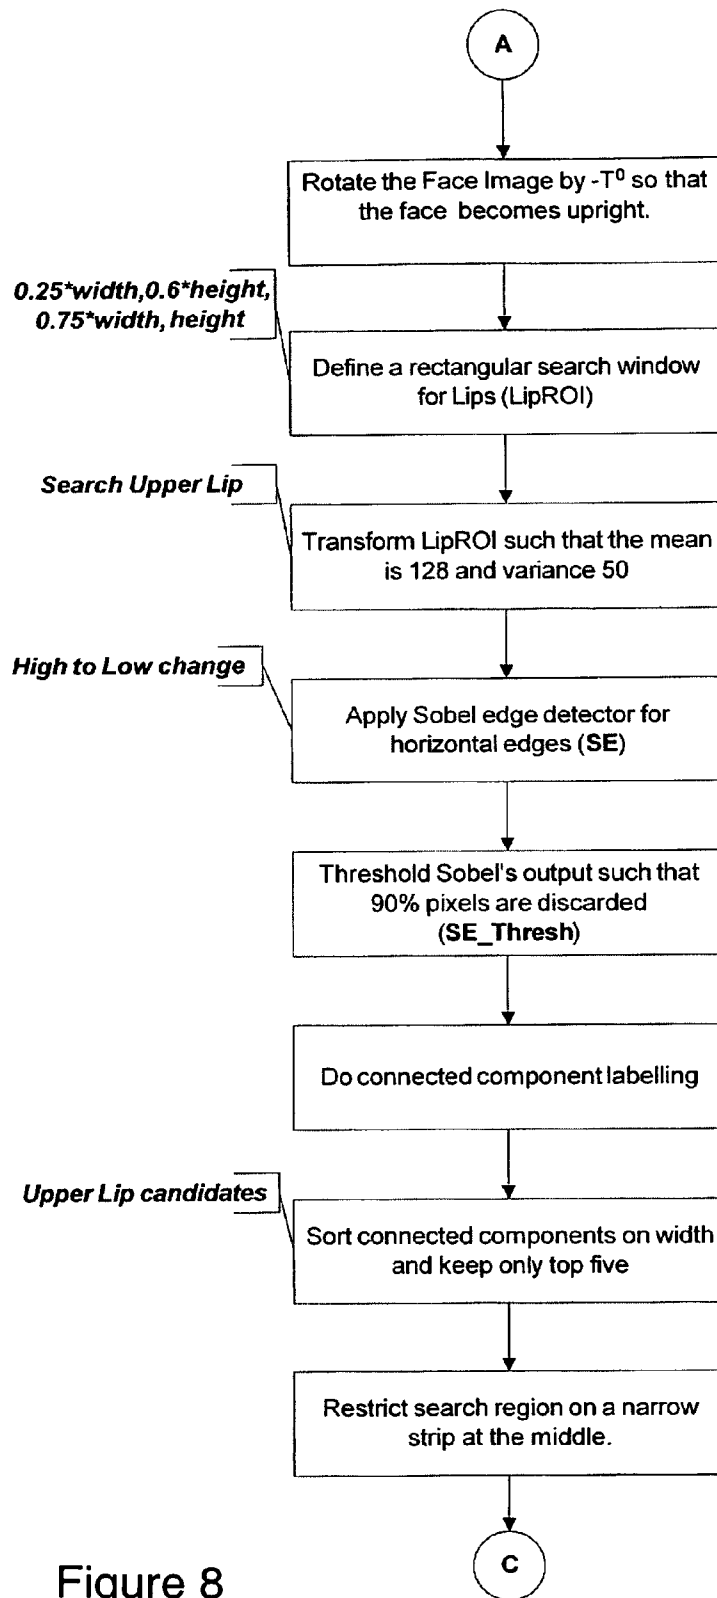 A
Rotate the Face Image by -T⁰ so that
the face becomes upright.
0.25*width,0.6*height,
0.75*width, height
Define a rectangular search window
for Lips (LipROI)
Search Upper Lip
Transform LipROI such that the mean
is 128 and variance 50
High to Low change
Apply Sobel edge detector for
horizontal edges (SE)
Threshold Sobel's output such that
90% pixels are discarded
(SE_Thresh)
Do connected component labelling
Upper Lip candidates
Sort connected components on width
and keep only top five
Restrict search region on a narrow
strip at the middle.
C
Figure 8